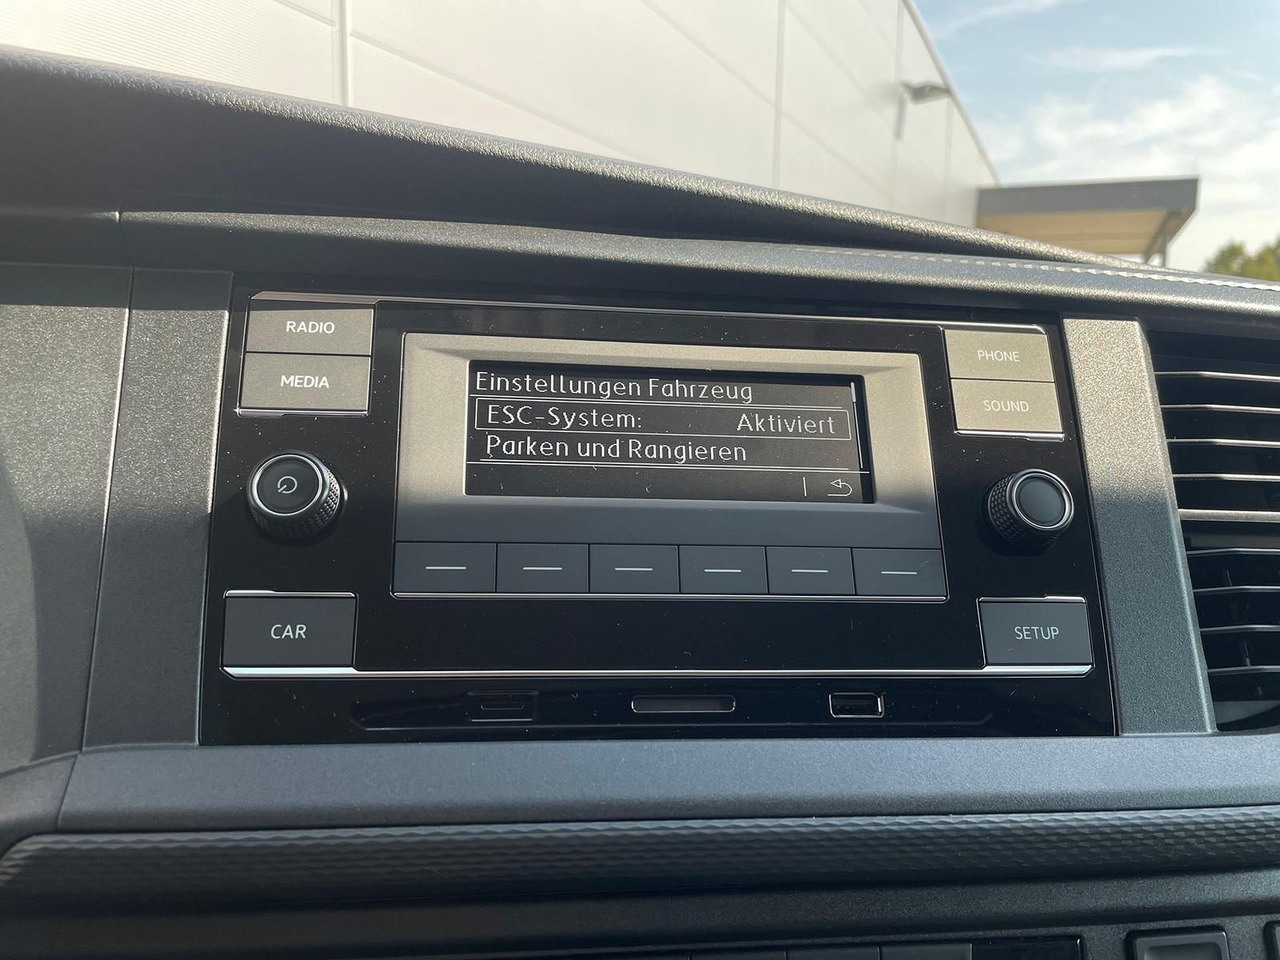 RADIO
MEDIA
PHONE
SOUND
Einstellungen Fahrzeug
ESC-System: Aktiviert
Parken und Rangieren
CAR
SETUP